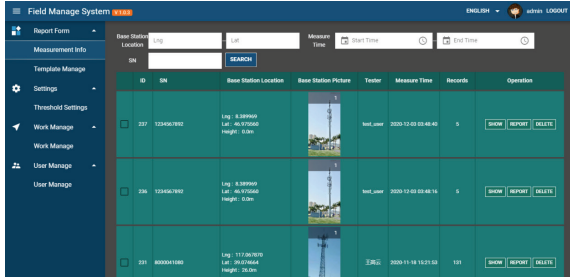 Field Manage System V 1.0.0
ENGLISH admin LOGOUT
Report Form
Measurement Info
Template Manage
Settings
Threshold Settings
Work Manage
Work Manage
User Manage
User Manage
Base Station Location Lng - Lat Measure Time Start Time - End Time
SN SEARCH
ID SN Base Station Location Base Station Picture Tester Measure Time Records Operation
1
237 1234567892 Lng : 8.389969 Lat : 46.975560 Height : 0.0m test_user 2020-12-03 03:48:40 5 SHOW REPORT DELETE
1
236 1234567892 Lng : 8.389969 Lat : 46.975560 Height : 0.0m test_user 2020-12-03 03:48:16 5 SHOW REPORT DELETE
1
231 8000041080 Lng : 117.067870 Lat : 39.074664 Height : 26.0m 2020-11-18 15:21:53 131 SHOW REPORT DELETE